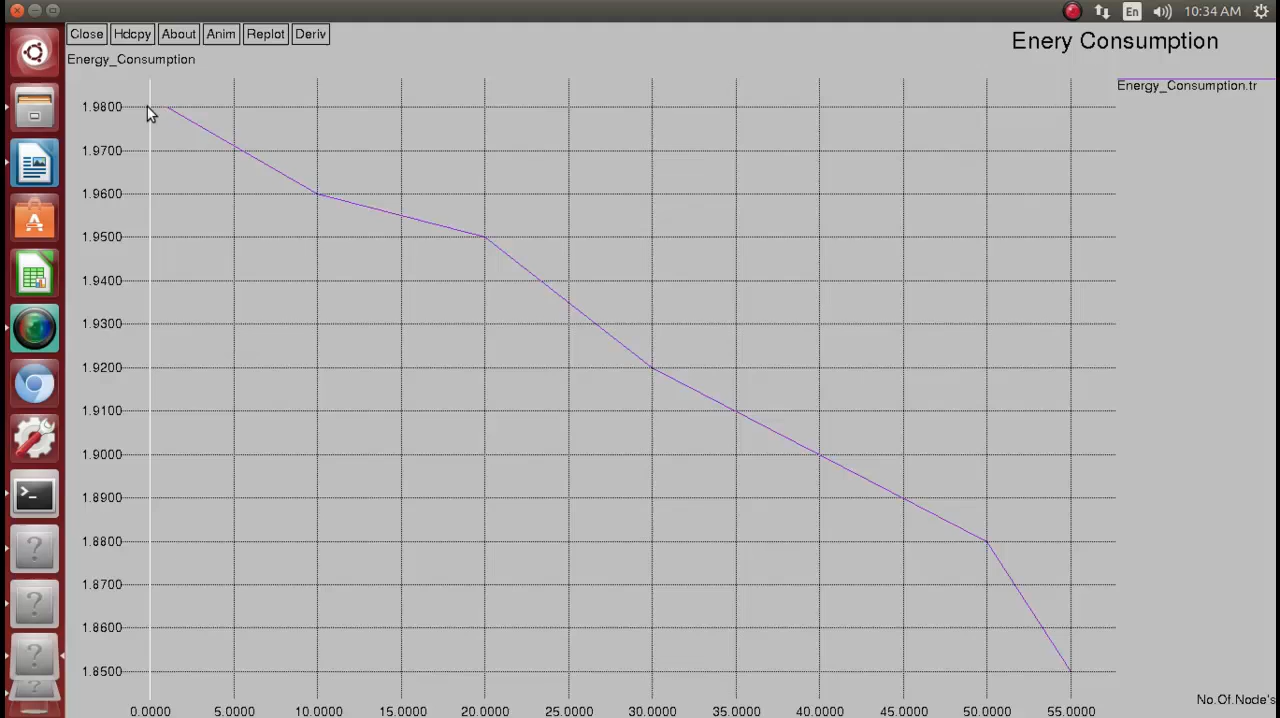 En 10:34 AM
Close Hdcpy About Anim Replot Deriv
Enery Consumption
Energy_Consumption
Energy_Consumption.tr
1.9800
1.9700
1.9600
1.9500
1.9400
1.9300
1.9200
1.9100
1.9000
1.8900
1.8800
1.8700
1.8600
1.8500
No.Of.Node's
0.0000 5.0000 10.0000 15.0000 20.0000 25.0000 30.0000 35.0000 40.0000 45.0000 50.0000 55.0000